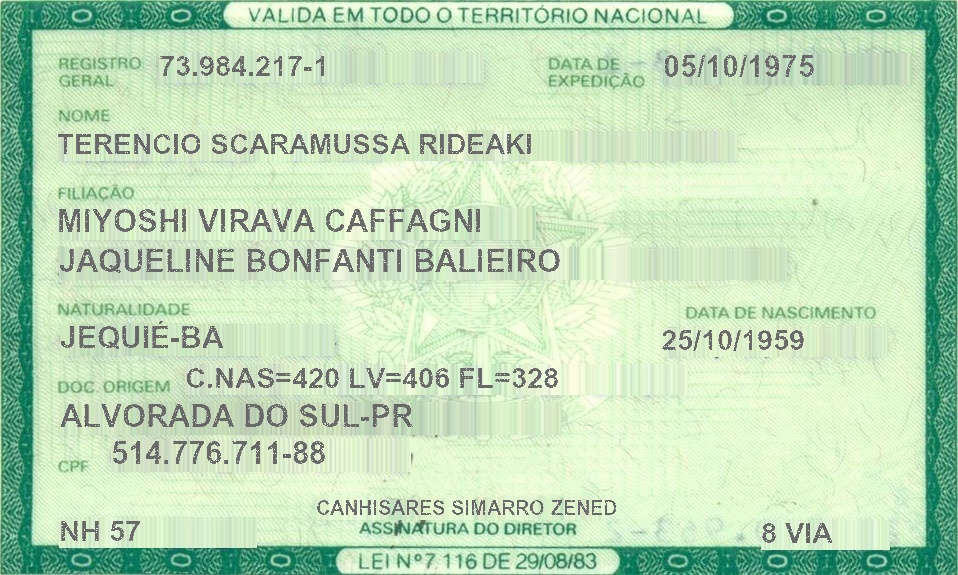 VALIDA EM TODO O TERRITÓRIO NACIONAL
REGISTRO GERAL 73.984.217-1 DATA DE EXPEDIÇÃO 05/10/1975
NOME
TERENCIO SCARAMUSSA RIDEAKI
FILIAÇÃO
MIYOSHI VIRAVA CAFFAGNI
JAQUELINE BONFANTI BALIEIRO
NATURALIDADE DATA DE NASCIMENTO
JEQUIÉ-BA 25/10/1959
DOC. ORIGEM C.NAS=420 LV=406 FL=328
ALVORADA DO SUL-PR
CPF 514.776.711-88
CANHISARES SIMARRO ZENED
NH 57 ASSINATURA DO DIRETOR 8 VIA
LEI Nº 7.116 DE 29/08/83